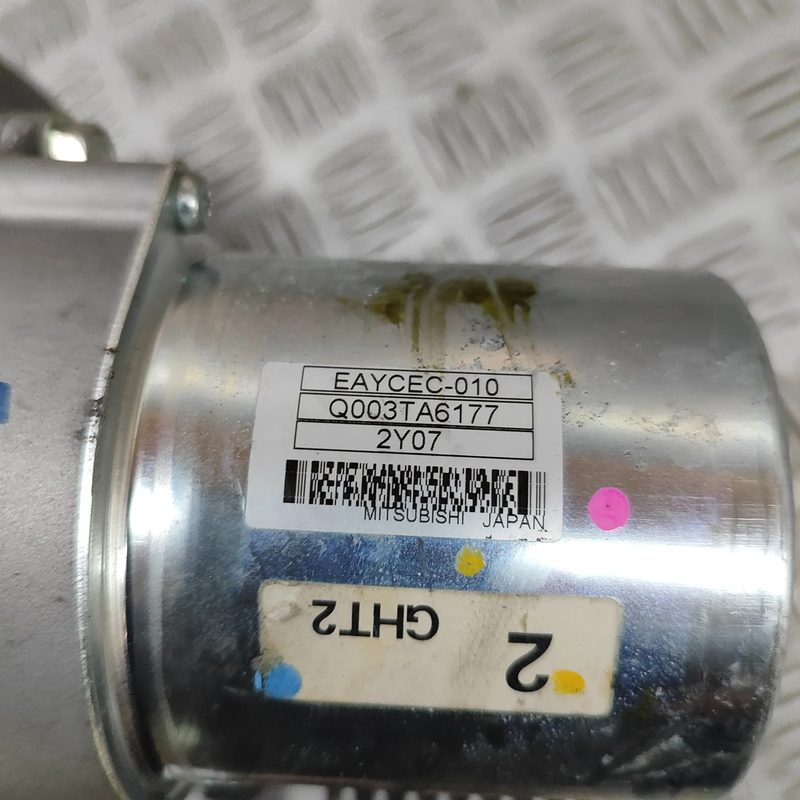 EAYCEC-010
Q003TA6177
2Y07
MITSUBISHI JAPAN
2
GHT2